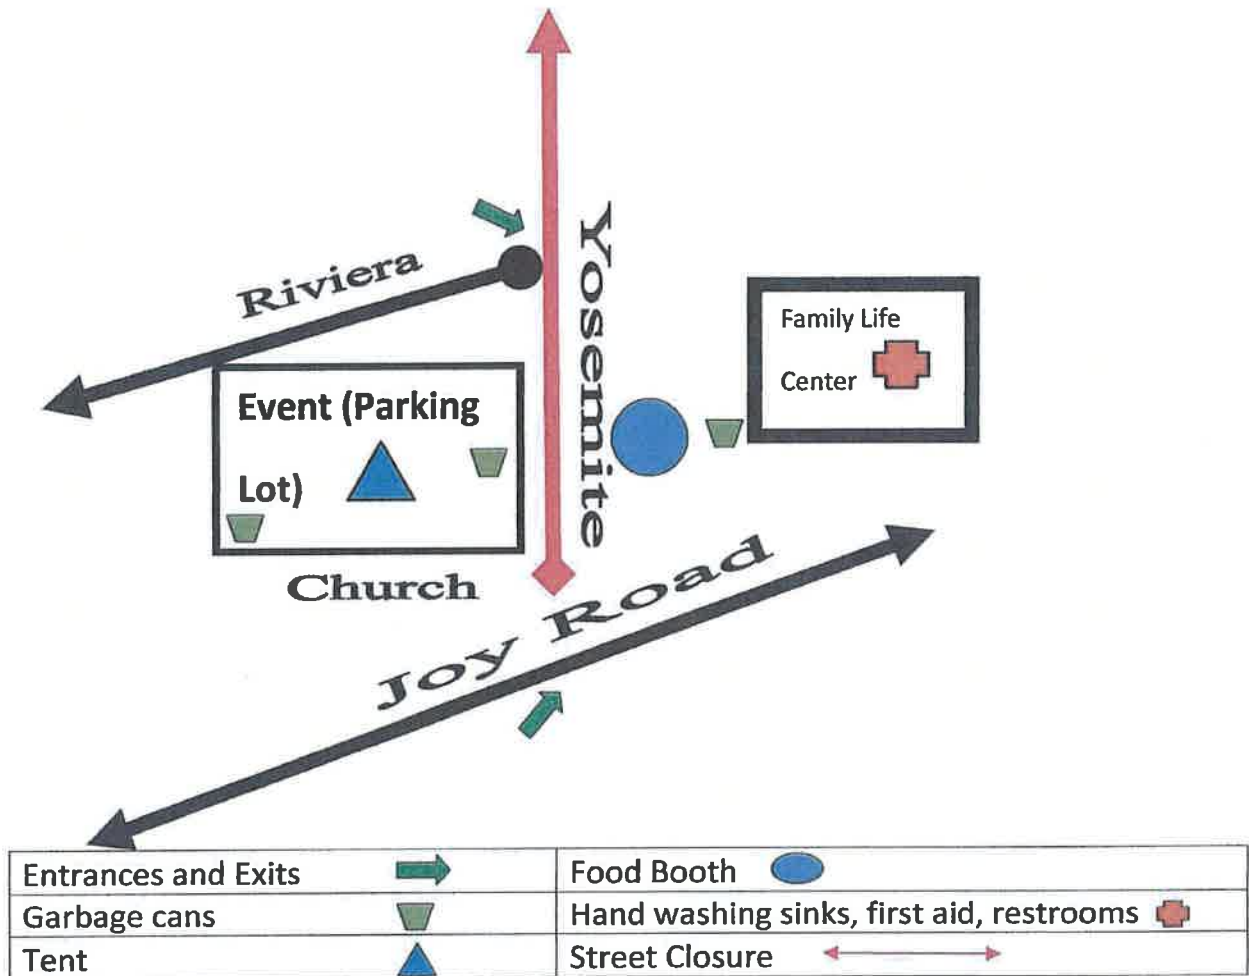 Riviera
Yosemite
Family Life
Center
Event (Parking
Lot)
Church
Joy Road
Entrances and Exits
Food Booth
Garbage cans
Hand washing sinks, first aid, restrooms
Tent
Street Closure